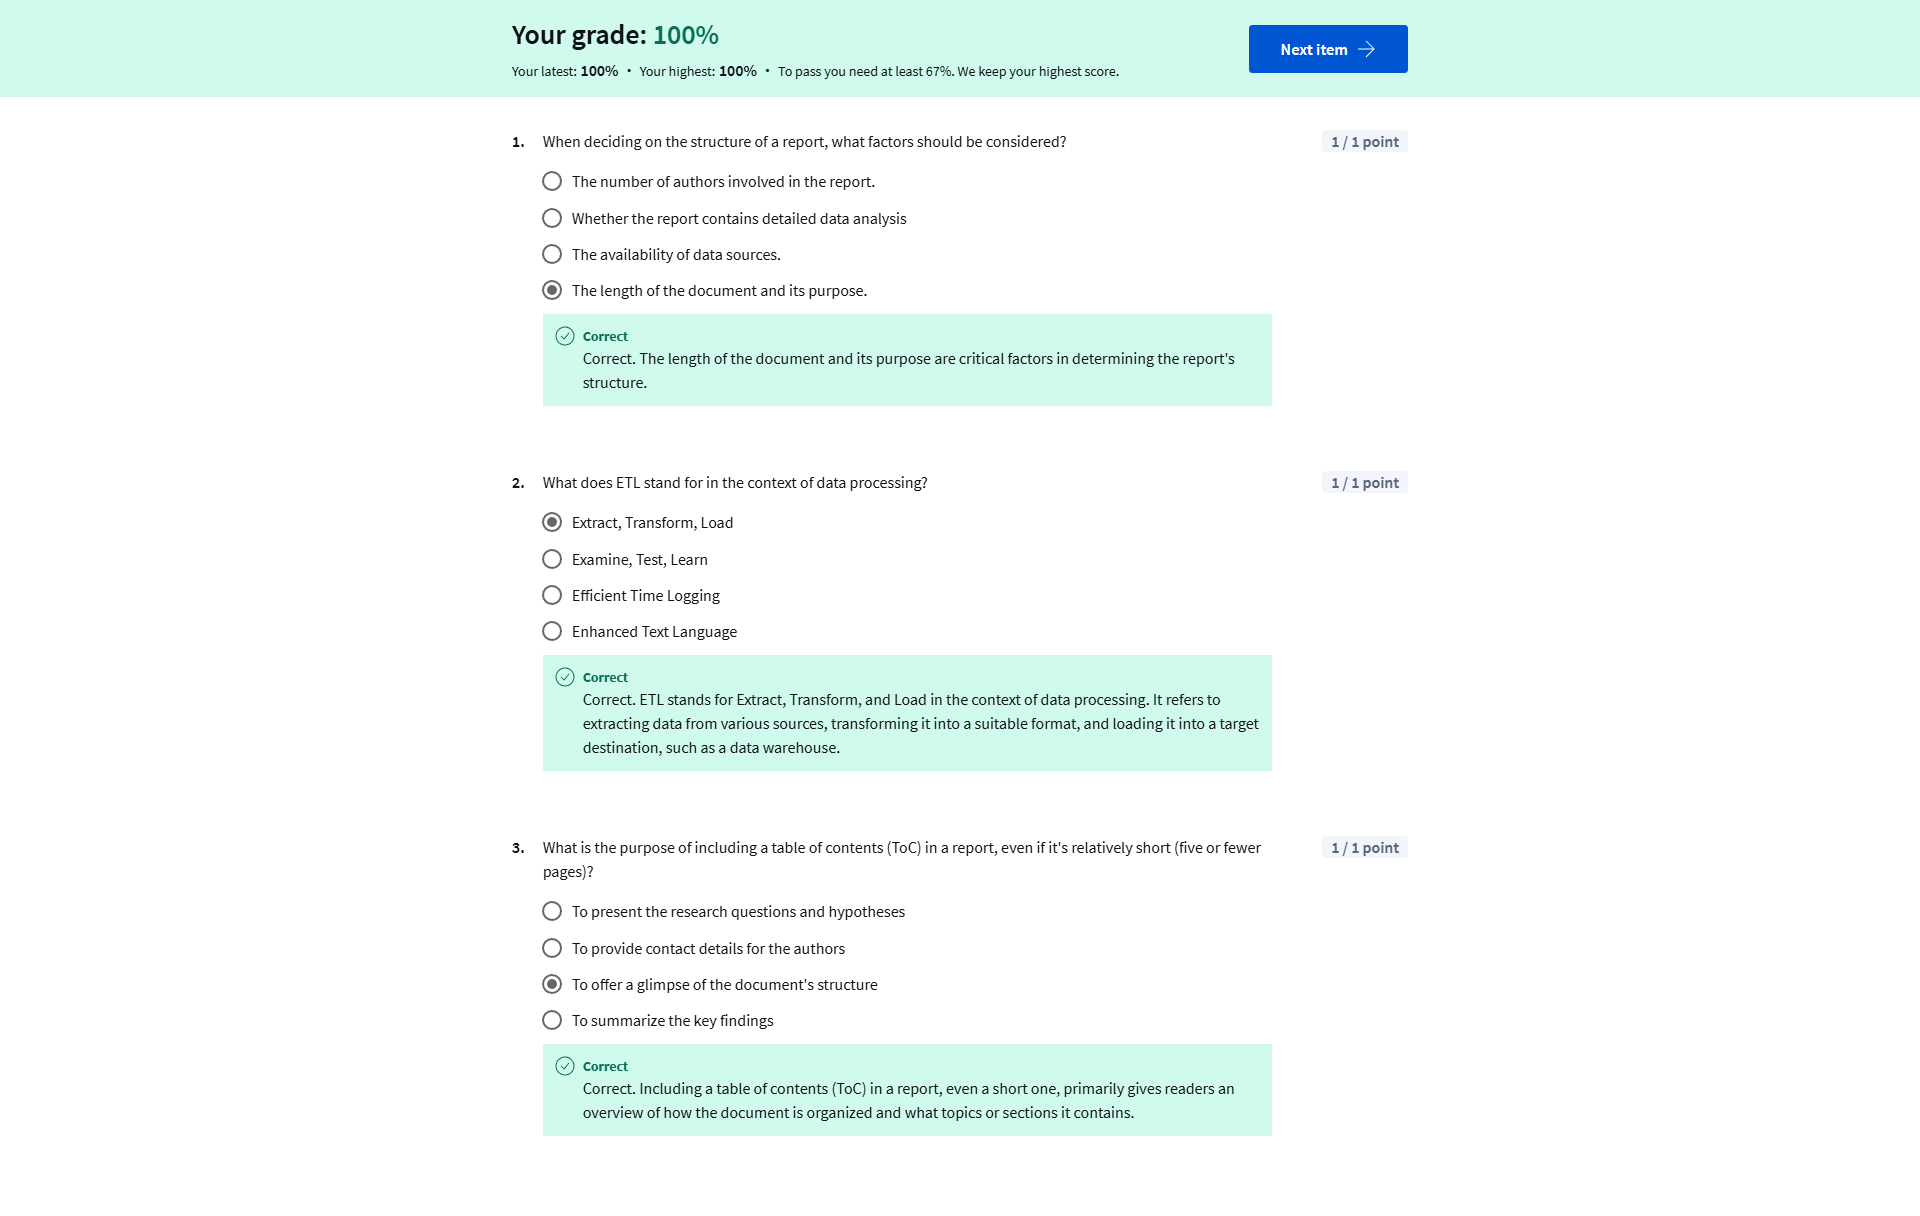 Your grade: 100%
Your latest: 100% • Your highest: 100% • To pass you need at least 67%. We keep your highest score.
Next item
1. When deciding on the structure of a report, what factors should be considered?
1 / 1 point
The number of authors involved in the report.
Whether the report contains detailed data analysis
The availability of data sources.
The length of the document and its purpose.
Correct
Correct. The length of the document and its purpose are critical factors in determining the report's
structure.
2. What does ETL stand for in the context of data processing?
1 / 1 point
Extract, Transform, Load
Examine, Test, Learn
Efficient Time Logging
Enhanced Text Language
Correct
Correct. ETL stands for Extract, Transform, and Load in the context of data processing. It refers to
extracting data from various sources, transforming it into a suitable format, and loading it into a target
destination, such as a data warehouse.
3. What is the purpose of including a table of contents (ToC) in a report, even if it's relatively short (five or fewer
pages)?
1 / 1 point
To present the research questions and hypotheses
To provide contact details for the authors
To offer a glimpse of the document's structure
To summarize the key findings
Correct
Correct. Including a table of contents (ToC) in a report, even a short one, primarily gives readers an
overview of how the document is organized and what topics or sections it contains.